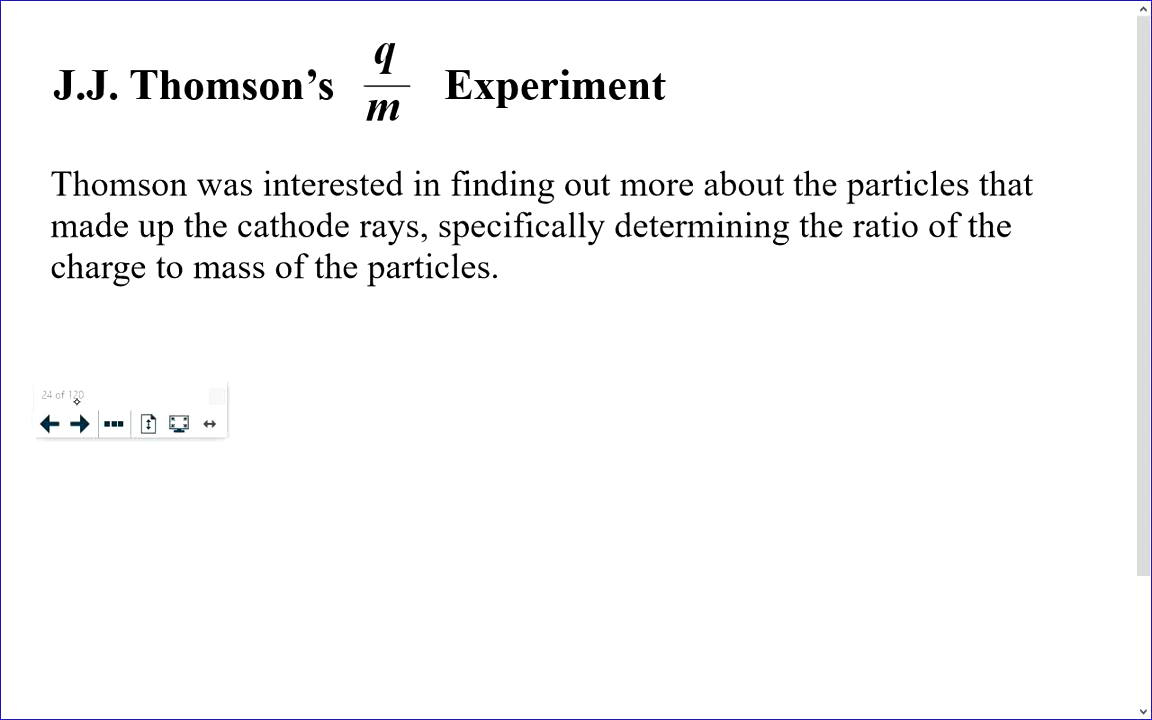 J.J. Thomson’s q/m Experiment
Thomson was interested in finding out more about the particles that
made up the cathode rays, specifically determining the ratio of the
charge to mass of the particles.
24 of 120